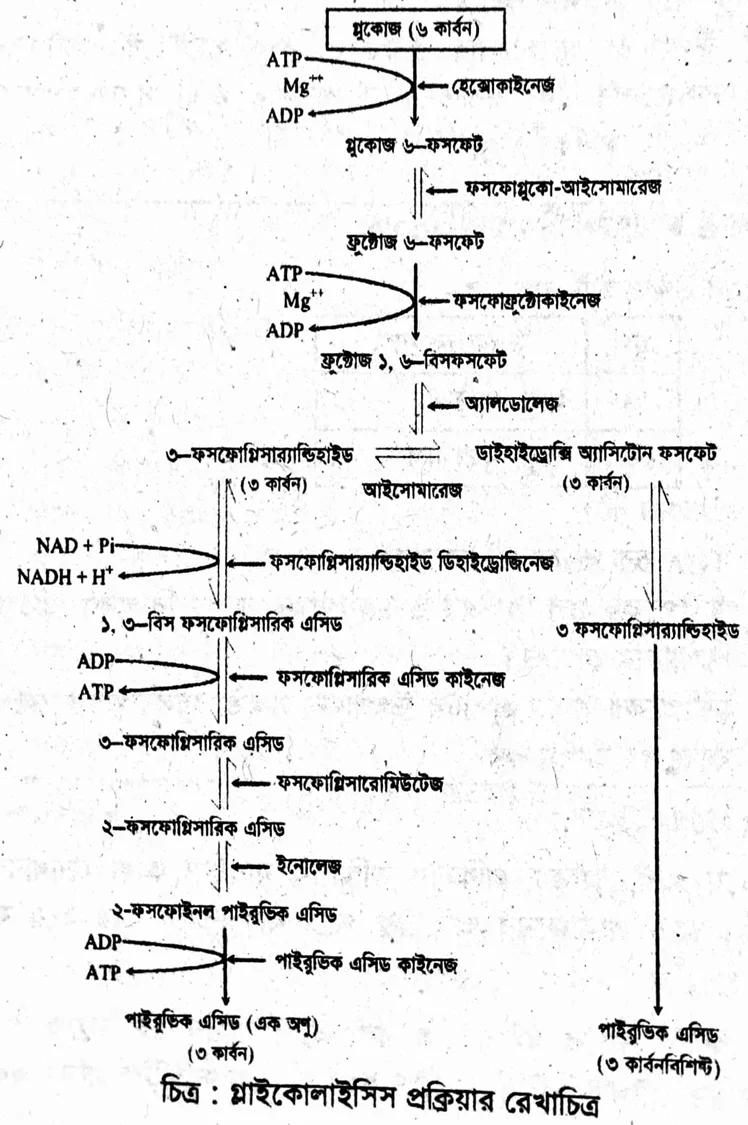 গ্লুকোজ (৬ কার্বন)
ATP
Mg⁺⁺
ADP
হেক্সোকাইনেজ
গ্লুকোজ ৬–ফসফেট
ফসফোগ্লুকো-আইসোমারেজ
ফ্রুক্টোজ ৬–ফসফেট
ATP
Mg⁺⁺
ADP
ফসফোফ্রুক্টোকাইনেজ
ফ্রুক্টোজ ১, ৬–বিসফসফেট
অ্যালডোলেজ
৩–ফসফোগ্লিসার‍্যাল্ডিহাইড
(৩ কার্বন)
আইসোমারেজ
ডাইহাইড্রোক্সি অ্যাসিটোন ফসফেট
(৩ কার্বন)
NAD + Pi
NADH + H⁺
ফসফোগ্লিসার‍্যাল্ডিহাইড ডিহাইড্রোজিনেজ
১, ৩–বিস ফসফোগ্লিসারিক এসিড
৩ ফসফোগ্লিসার‍্যাল্ডিহাইড
ADP
ATP
ফসফোগ্লিসারিক এসিড কাইনেজ
৩–ফসফোগ্লিসারিক এসিড
ফসফোগ্লিসারোমিউটেজ
২–ফসফোগ্লিসারিক এসিড
ইনোলেজ
২-ফসফোইনল পাইরুভিক এসিড
ADP
ATP
পাইরুভিক এসিড কাইনেজ
পাইরুভিক এসিড (এক অণু)
(৩ কার্বন)
পাইরুভিক এসিড
(৩ কার্বনবিশিষ্ট)
চিত্র : গ্লাইকোলাইসিস প্রক্রিয়ার রেখাচিত্র